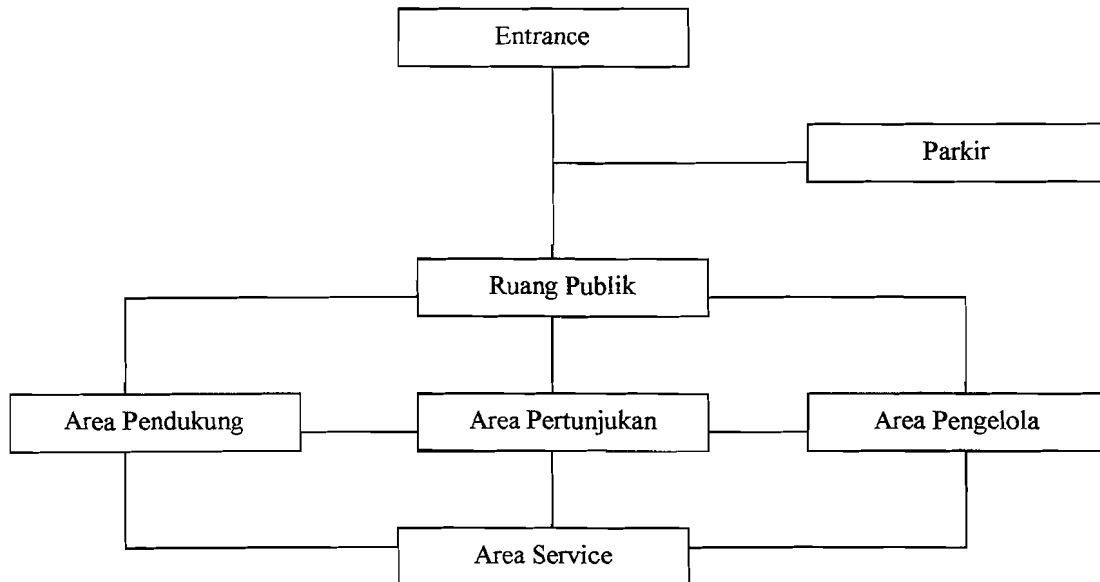 Entrance
Parkir
Ruang Publik
Area Pendukung
Area Pertunjukan
Area Pengelola
Area Service